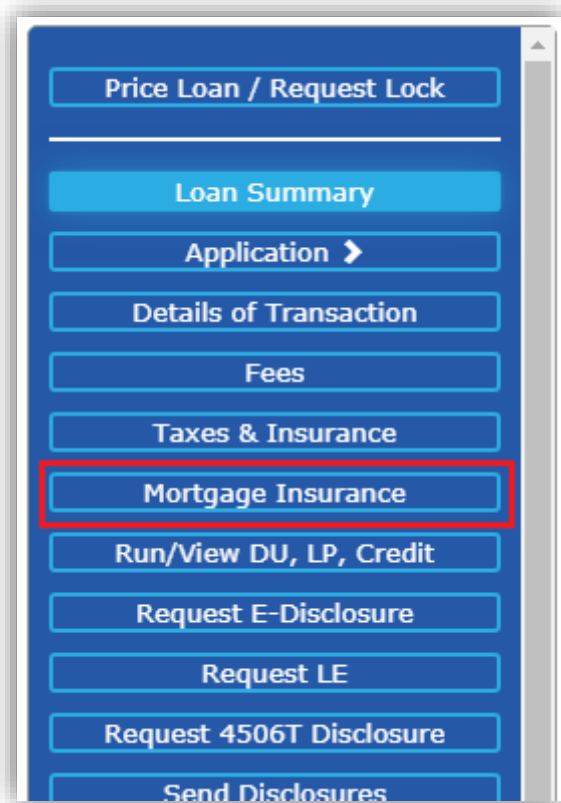 Price Loan / Request Lock
Loan Summary
Application
Details of Transaction
Fees
Taxes & Insurance
Mortgage Insurance
Run/View DU, LP, Credit
Request E-Disclosure
Request LE
Request 4506T Disclosure
Send Disclosures